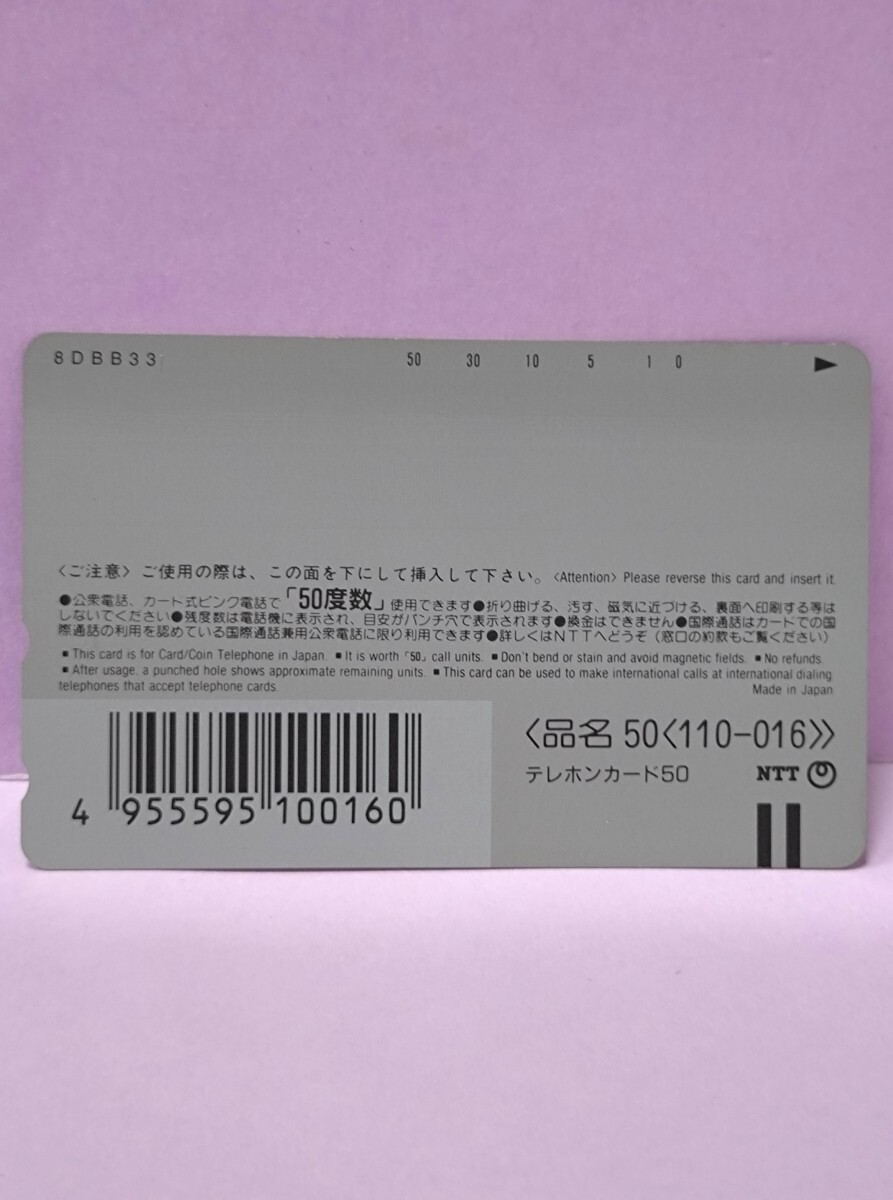 8DBB33 50 30 10 5 1 0 ▶
〈ご注意〉ご使用の際は、この面を下にして挿入して下さい。〈Attention〉Please reverse this card and insert it.
●公衆電話、カード式ピンク電話で「50度数」使用できます●折り曲げる、汚す、磁気に近づける、裏面へ印刷する等は
しないでください●残度数は電話機に表示され、目安がパンチ穴で表示されます●換金はできません●国際通話はカードでの国
際通話の利用を認めている国際通話兼用公衆電話に限り利用できます●詳しくはNTTへどうぞ（窓口の約款もご覧ください）
■This card is for Card/Coin Telephone in Japan. ■It is worth「50」call units. ■Don't bend or stain and avoid magnetic fields. ■No refunds.
■After usage. a punched hole shows approximate remaining units. ■This card can be used to make international calls at international dialing
telephones that accept telephone cards. Made in Japan
〈品名 50〈110-016〉〉
テレホンカード50 NTT
4 955595 100160